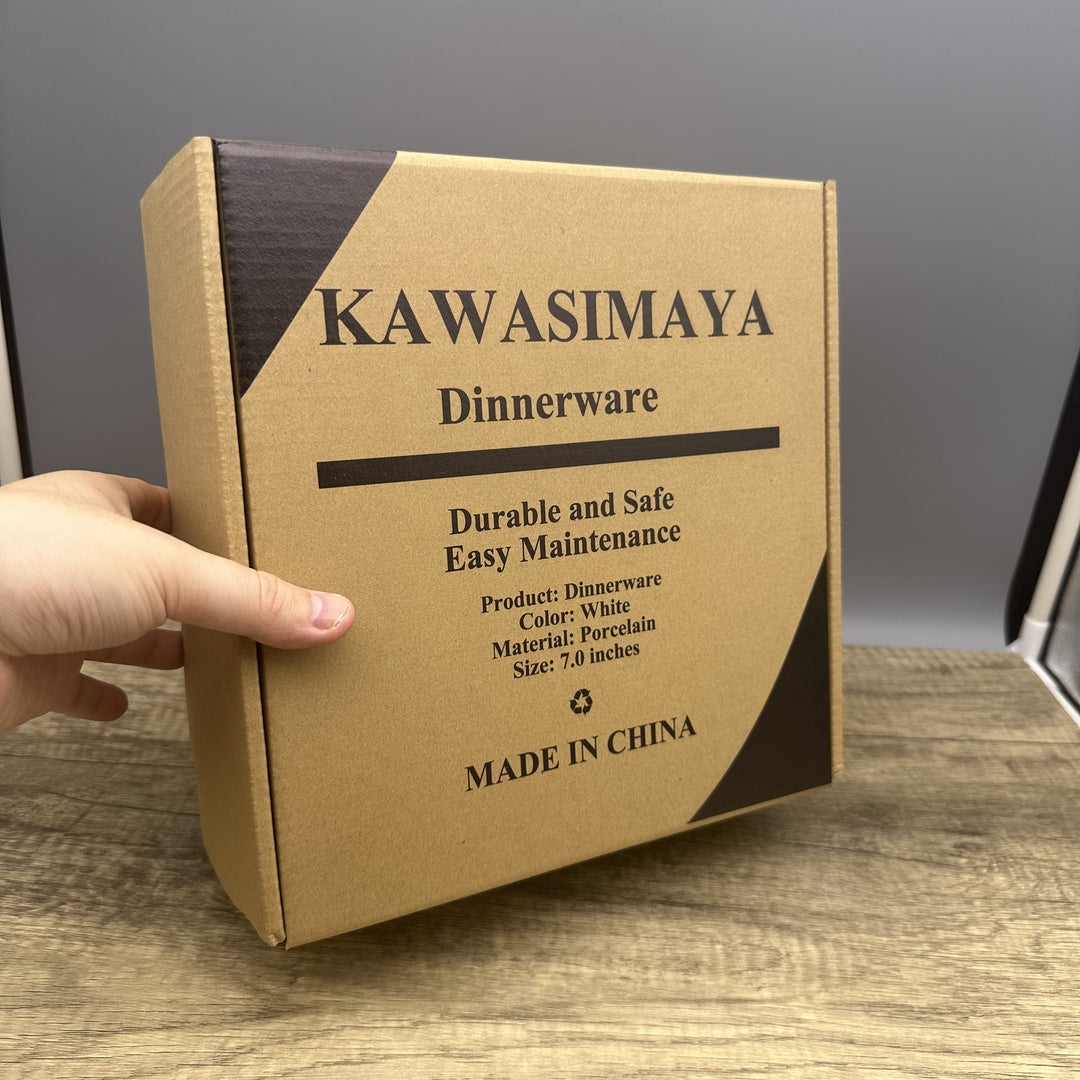 KAWASIMAYA
Dinnerware
Durable and Safe
Easy Maintenance
Product: Dinnerware
Color: White
Material: Porcelain
Size: 7.0 inches
MADE IN CHINA